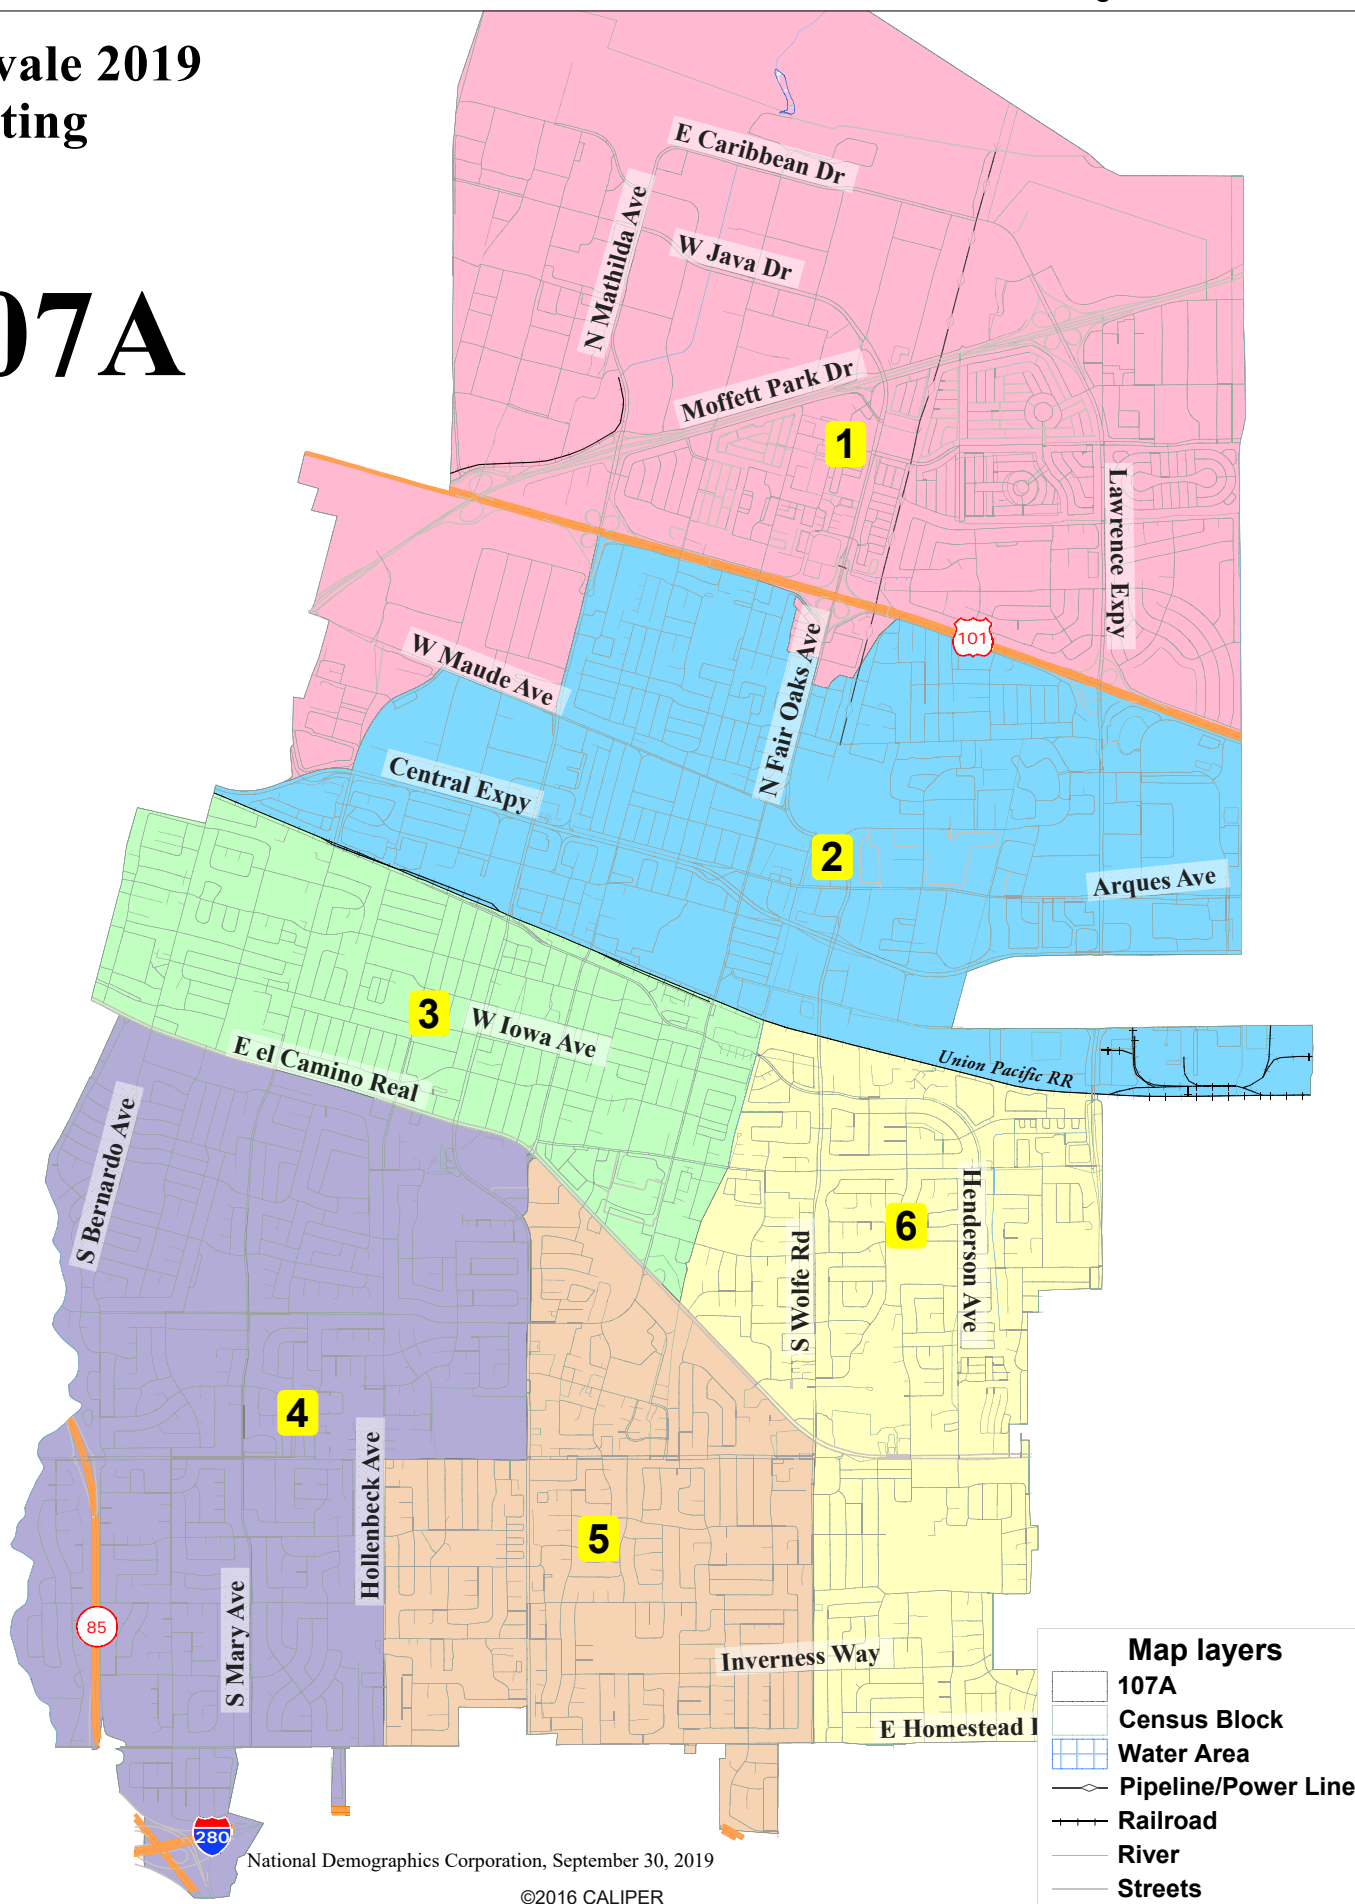 vale 2019
ting
07A
E Caribbean Dr
N Mathilda Ave
W Java Dr
Moffett Park Dr
1
Lawrence Expy
101
W Maude Ave
N Fair Oaks Ave
Central Expy
2
Arques Ave
3
W Iowa Ave
E el Camino Real
Union Pacific RR
S Bernardo Ave
Henderson Ave
6
S Wolfe Rd
4
Hollenbeck Ave
5
85
S Mary Ave
Inverness Way
E Homestead
280
National Demographics Corporation, September 30, 2019
©2016 CALIPER
Map layers
107A
Census Block
Water Area
Pipeline/Power Line
Railroad
River
Streets